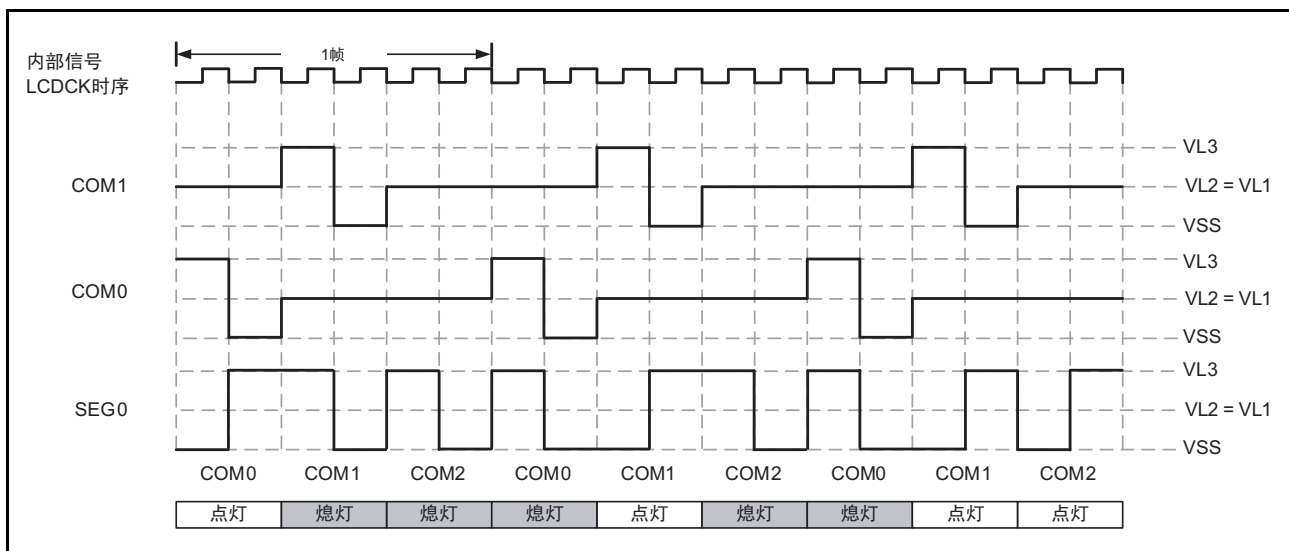 1帧
内部信号
LCDCK时序
VL3
COM1
VL2 = VL1
VSS
VL3
COM0
VL2 = VL1
VSS
VL3
SEG0
VL2 = VL1
VSS
COM0 COM1 COM2 COM0 COM1 COM2 COM0 COM1 COM2
点灯 熄灯 熄灯 熄灯 点灯 熄灯 熄灯 点灯 点灯